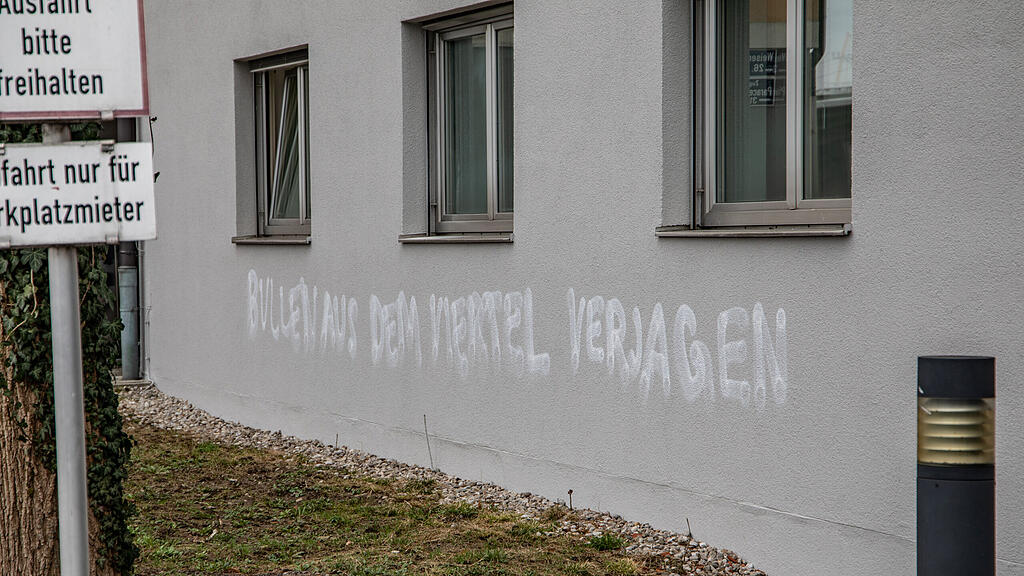 Ausfahrt
bitte
freihalten
fahrt nur für
rkplatzmieter
BULLEN AUS DEM VIERTEL VERJAGEN